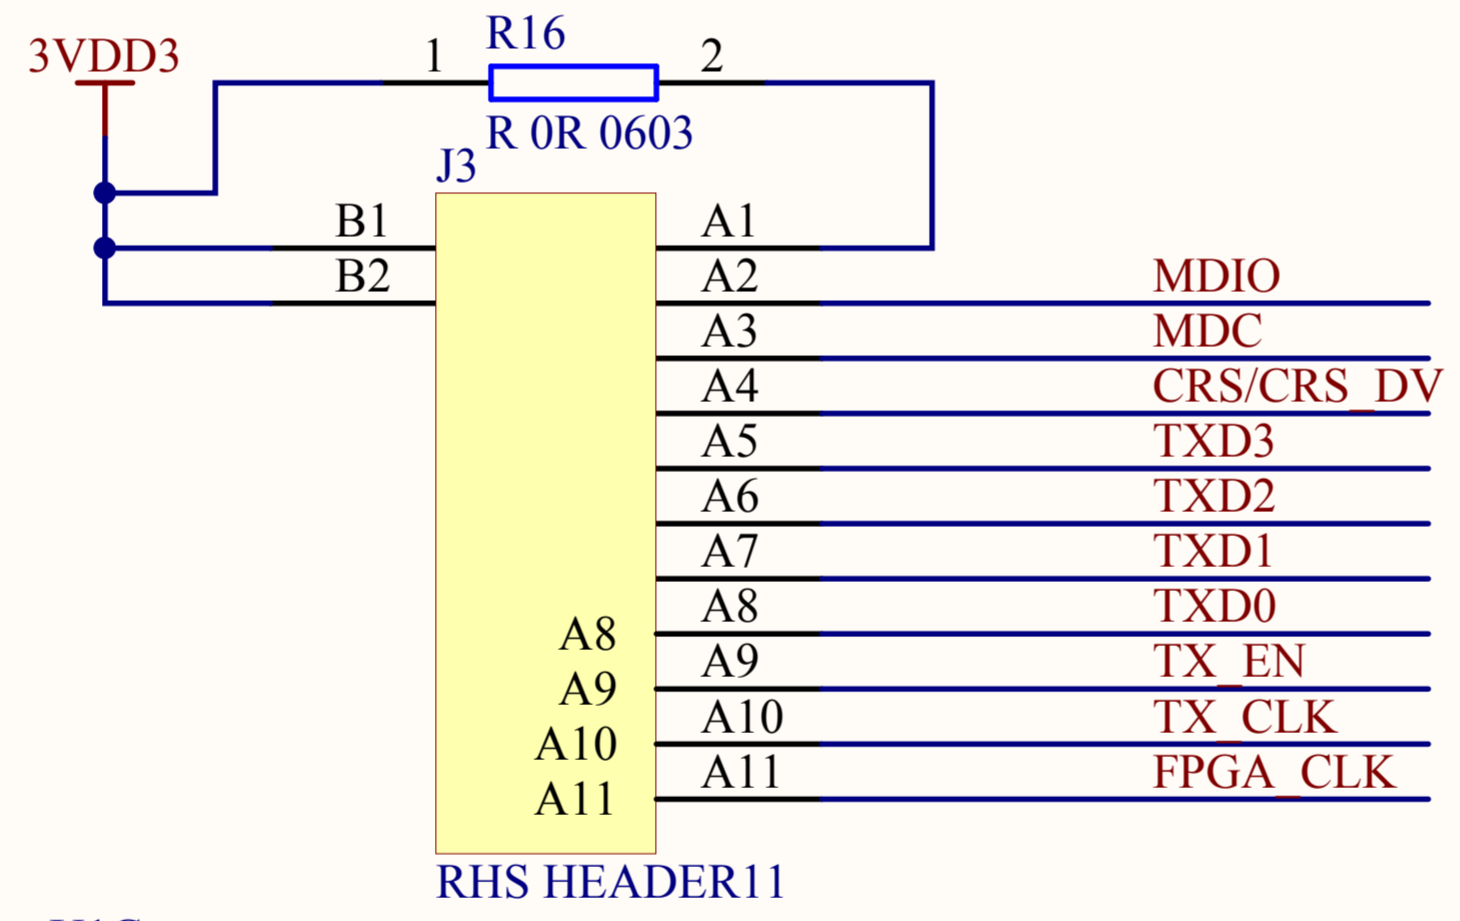 R16
3VDD3
1
2
R 0R 0603
J3
B1
A1
B2
A2
MDIO
A3
MDC
A4
CRS/CRS_DV
A5
TXD3
A6
TXD2
A7
TXD1
A8
TXD0
A8
A9
TX_EN
A9
A10
TX_CLK
A10
A11
FPGA_CLK
A11
RHS HEADER11